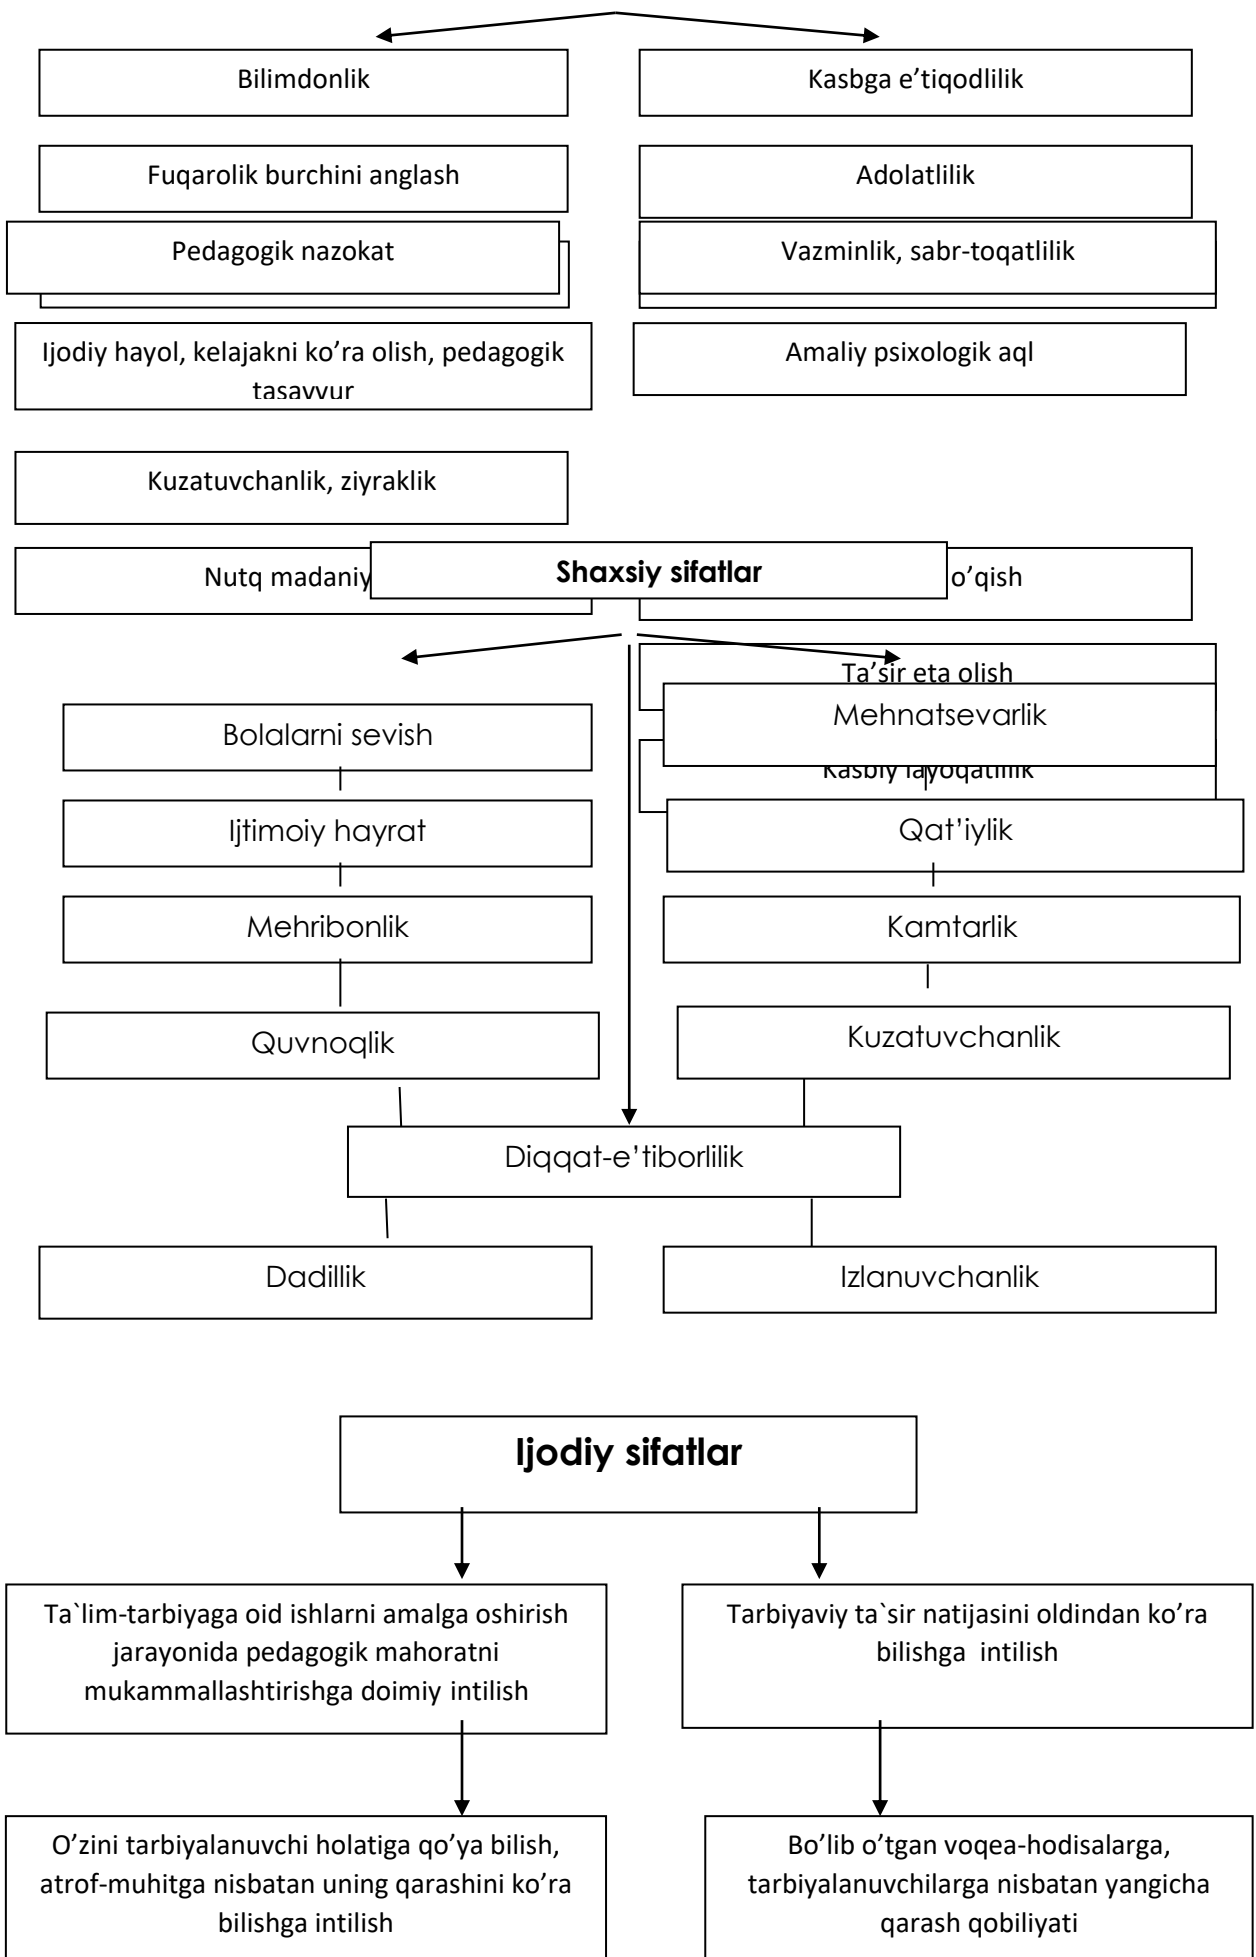 Bilimdonlik
Kasbga e’tiqodlilik
Fuqarolik burchini anglash
Adolatlilik
Pedagogik nazokat
Vazminlik, sabr-toqatlilik
Ijodiy hayol, kelajakni ko’ra olish, pedagogik
tasavvur
Amaliy psixologik aql
Kuzatuvchanlik, ziyraklik
Nutq
Shaxsiy sifatlar
o’qish
Ta’sir eta olish
Mehnatsevarlik
Bolalarni sevish
Kasbiy layoqatlilik
Ijtimoiy hayrat
Qat’iylik
Mehribonlik
Kamtarlik
Quvnoqlik
Kuzatuvchanlik
Diqqat-e’tiborlilik
Dadillik
Izlanuvchanlik
Ijodiy sifatlar
Ta`lim-tarbiyaga oid ishlarni amalga oshirish
jarayonida pedagogik mahoratni
mukammallashtirishga doimiy intilish
Tarbiyaviy ta`sir natijasini oldindan ko’ra
bilishga intilish
O’zini tarbiyalanuvchi holatiga qo’ya bilish,
atrof-muhitga nisbatan uning qarashini ko’ra
bilishga intilish
Bo’lib o’tgan voqea-hodisalarga,
tarbiyalanuvchilarga nisbatan yangicha
qarash qobiliyati